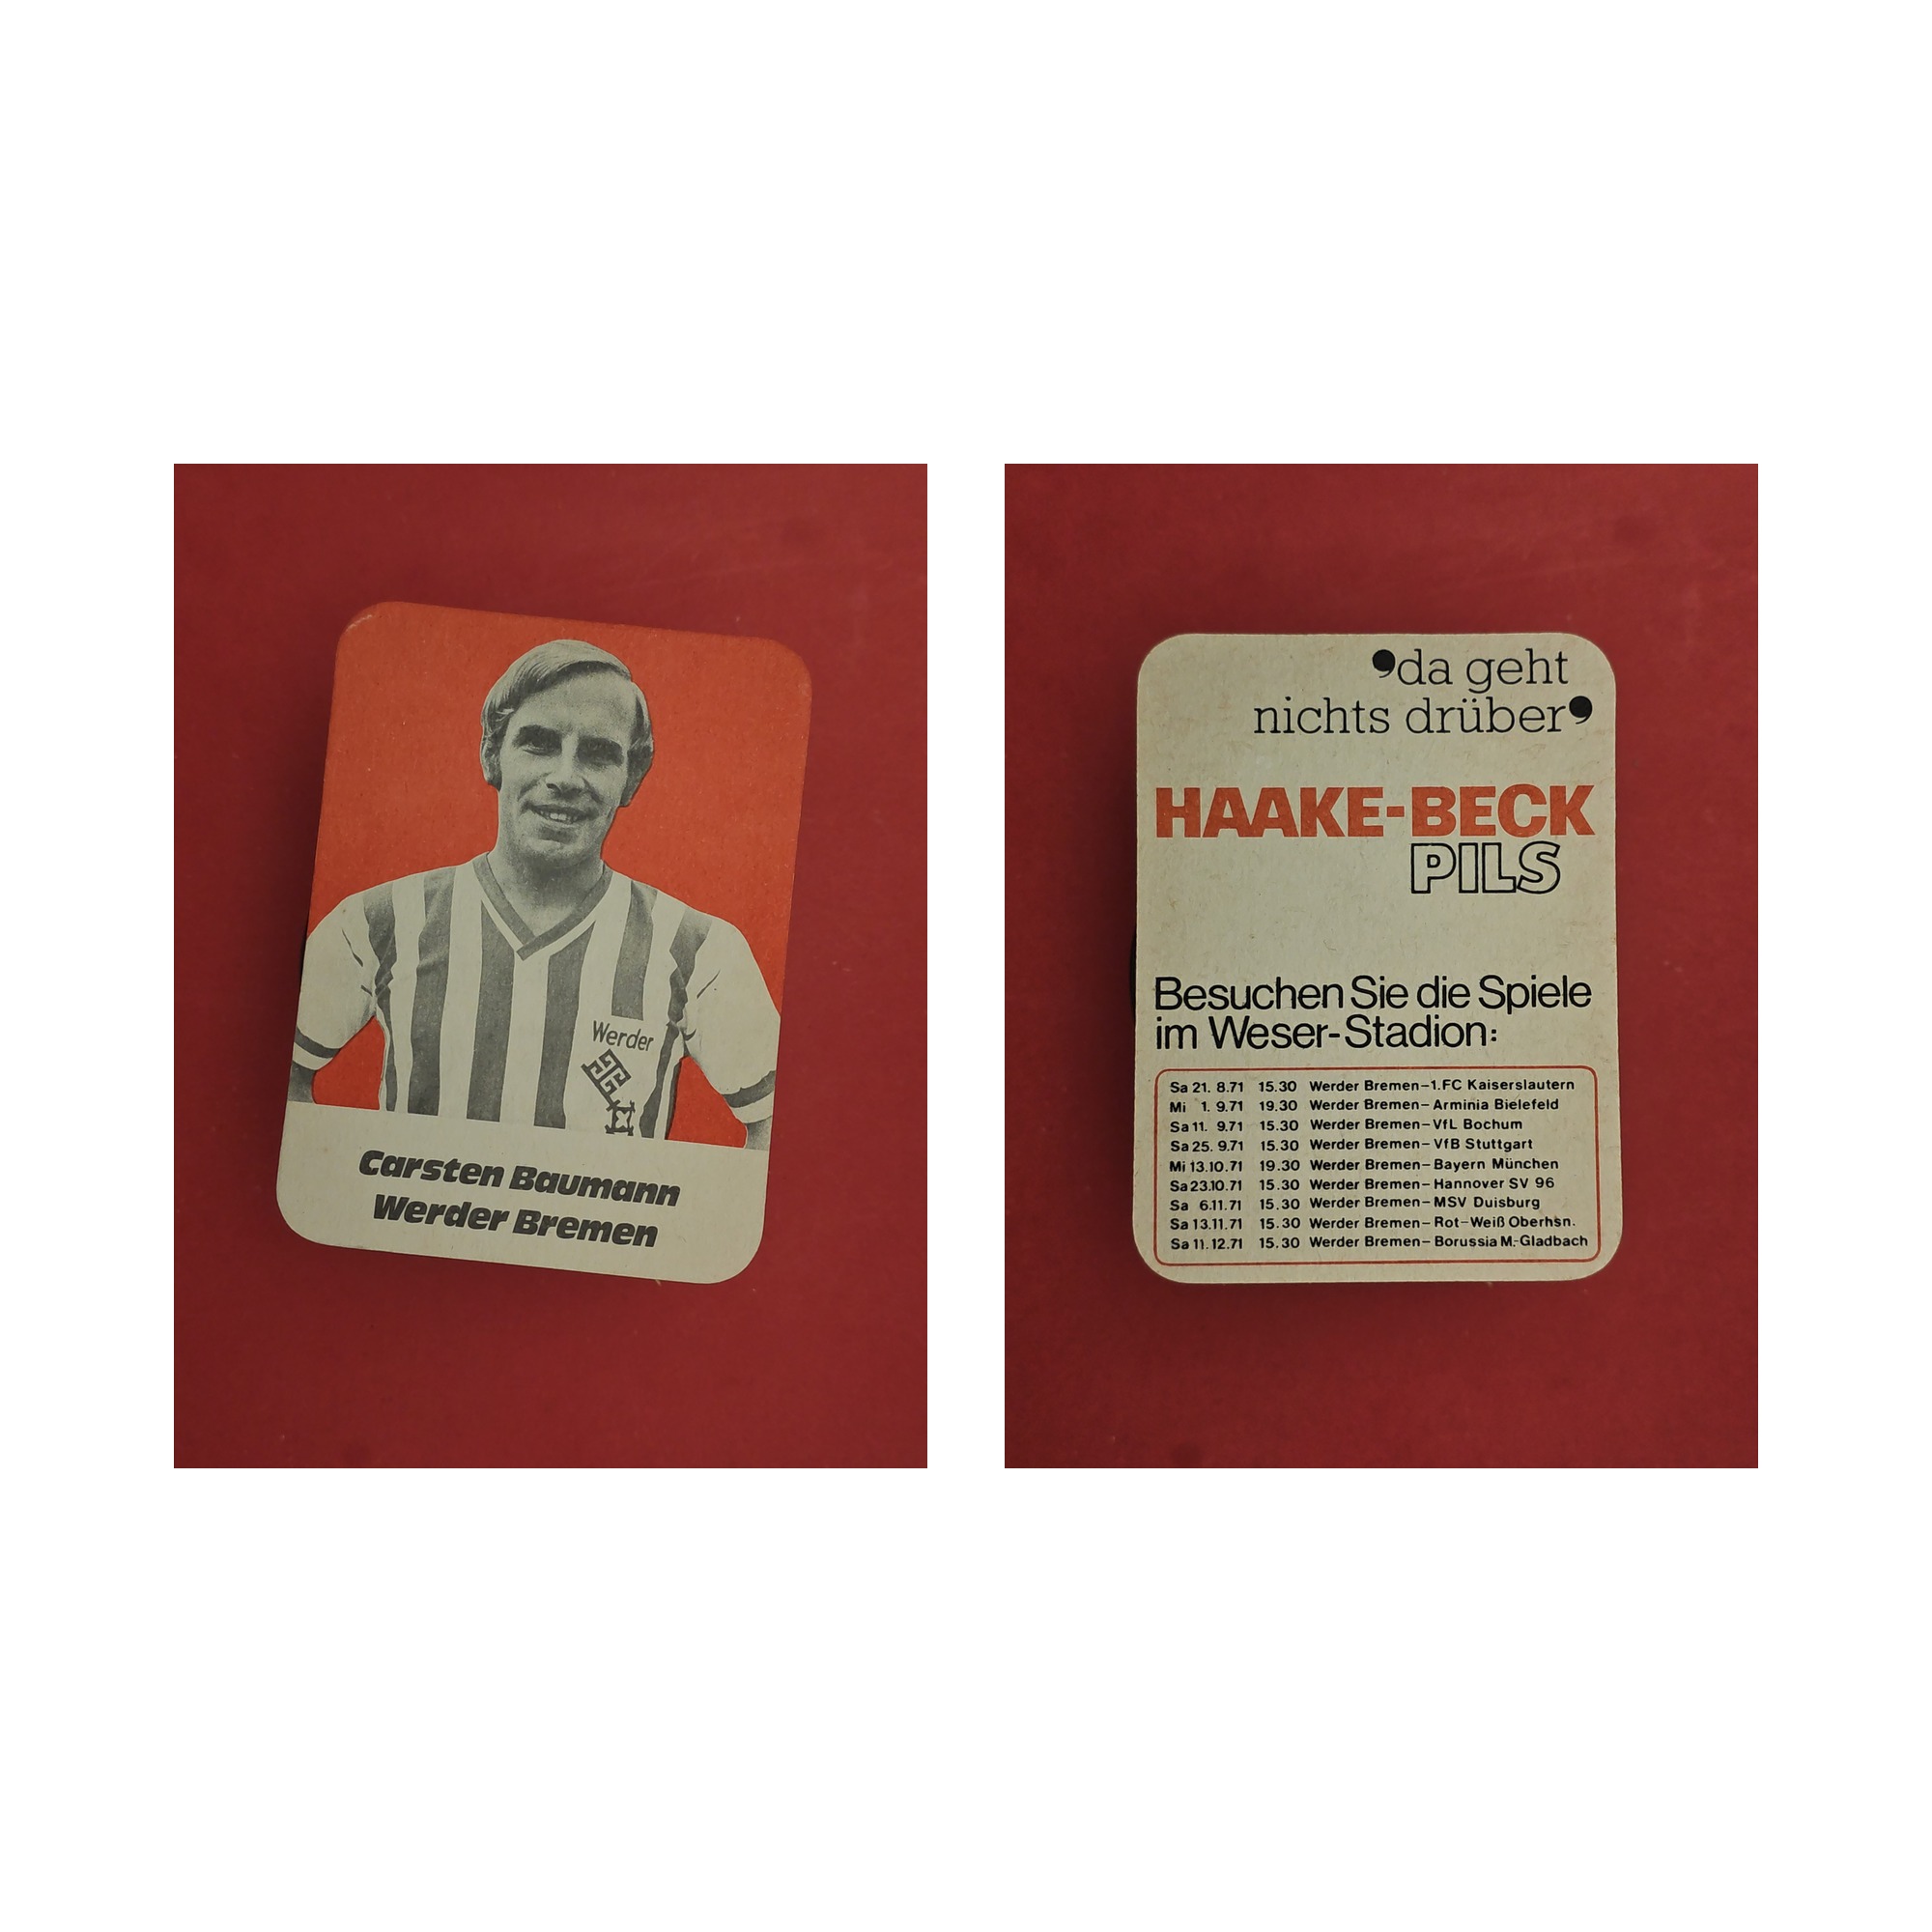 Werder
Carsten Baumann
Werder Bremen
❜da geht
nichts drüber❜
HAAKE-BECK
PILS
Besuchen Sie die Spiele
im Weser-Stadion:
Sa 21. 8.71 15.30 Werder Bremen–1.FC Kaiserslautern
Mi 1. 9.71 19.30 Werder Bremen–Arminia Bielefeld
Sa 11. 9.71 15.30 Werder Bremen–VfL Bochum
Sa 25. 9.71 15.30 Werder Bremen–VfB Stuttgart
Mi 13.10.71 19.30 Werder Bremen–Bayern München
Sa 23.10.71 15.30 Werder Bremen–Hannover SV 96
Sa 6.11.71 15.30 Werder Bremen–MSV Duisburg
Sa 13.11.71 15.30 Werder Bremen–Rot-Weiß Oberhsn.
Sa 11.12.71 15.30 Werder Bremen–Borussia M.-Gladbach